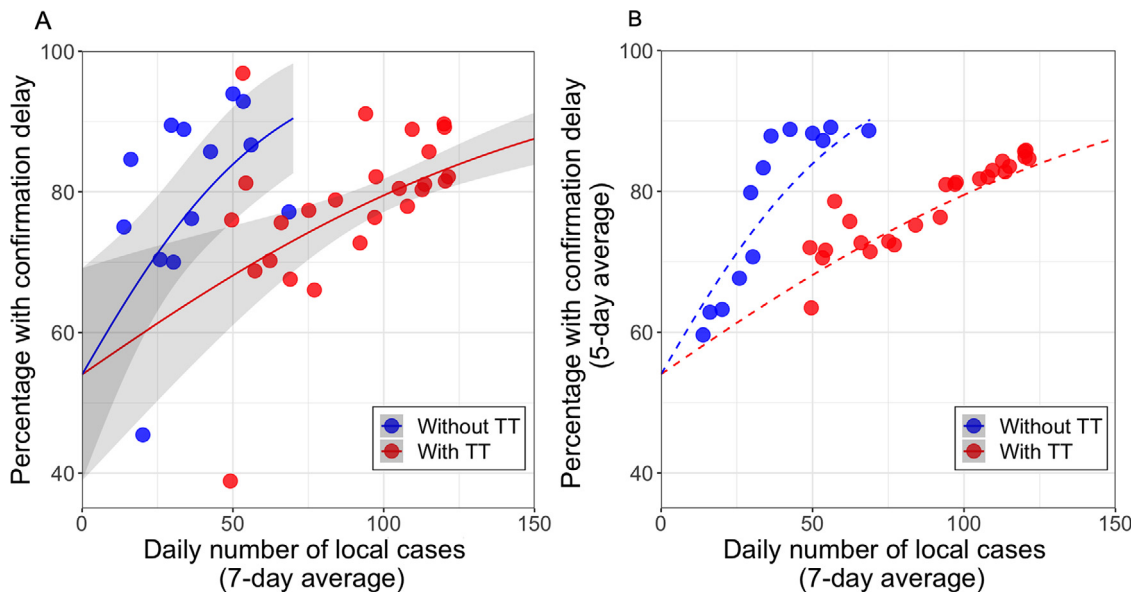 A
Percentage with confirmation delay
100
80
60
40
0
50
100
150
Without TT
With TT
Daily number of local cases
(7-day average)
B
Percentage with confirmation delay
(5-day average)
100
80
60
40
0
50
100
150
Without TT
With TT
Daily number of local cases
(7-day average)